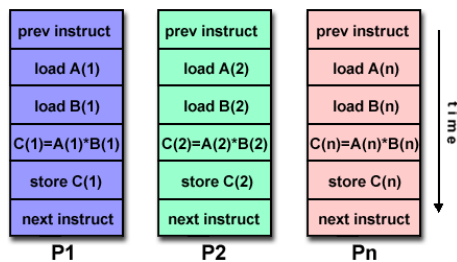 prev instruct
load A(1)
load B(1)
C(1)=A(1)*B(1)
store C(1)
next instruct
P1
prev instruct
load A(2)
load B(2)
C(2)=A(2)*B(2)
store C(2)
next instruct
P2
prev instruct
load A(n)
load B(n)
C(n)=A(n)*B(n)
store C(n)
next instruct
Pn
time